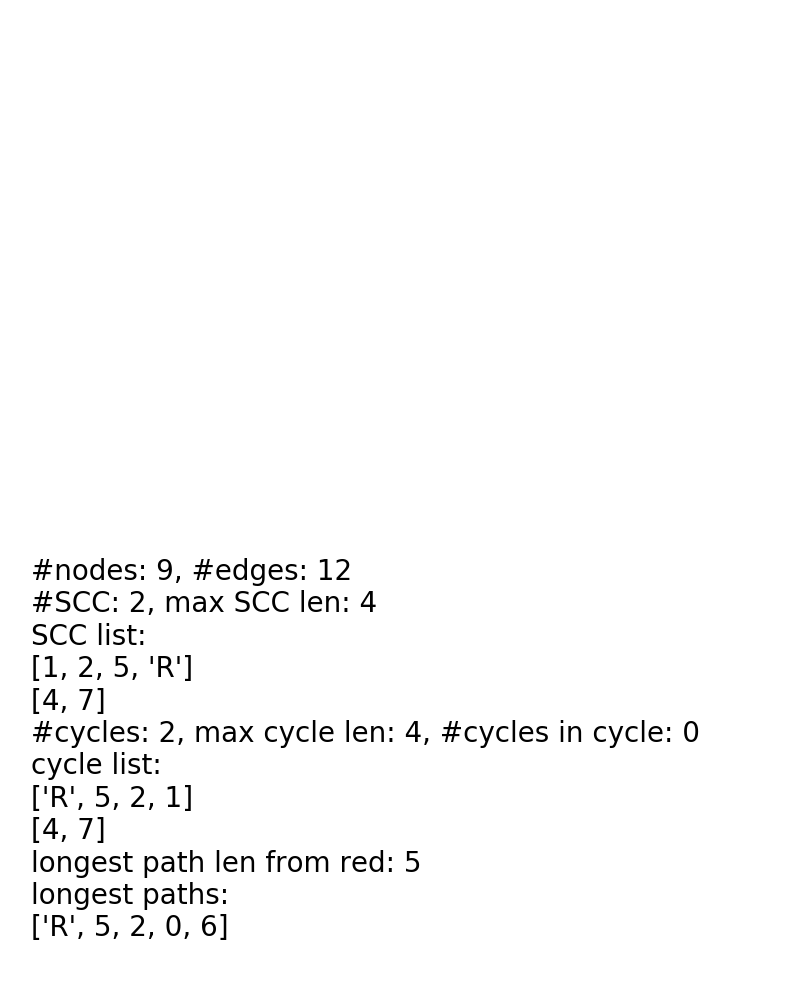 #nodes: 9, #edges: 12
#SCC: 2, max SCC len: 4
SCC list:
[1, 2, 5, 'R']
[4, 7]
#cycles: 2, max cycle len: 4, #cycles in cycle: 0
cycle list:
['R', 5, 2, 1]
[4, 7]
longest path len from red: 5
longest paths:
['R', 5, 2, 0, 6]